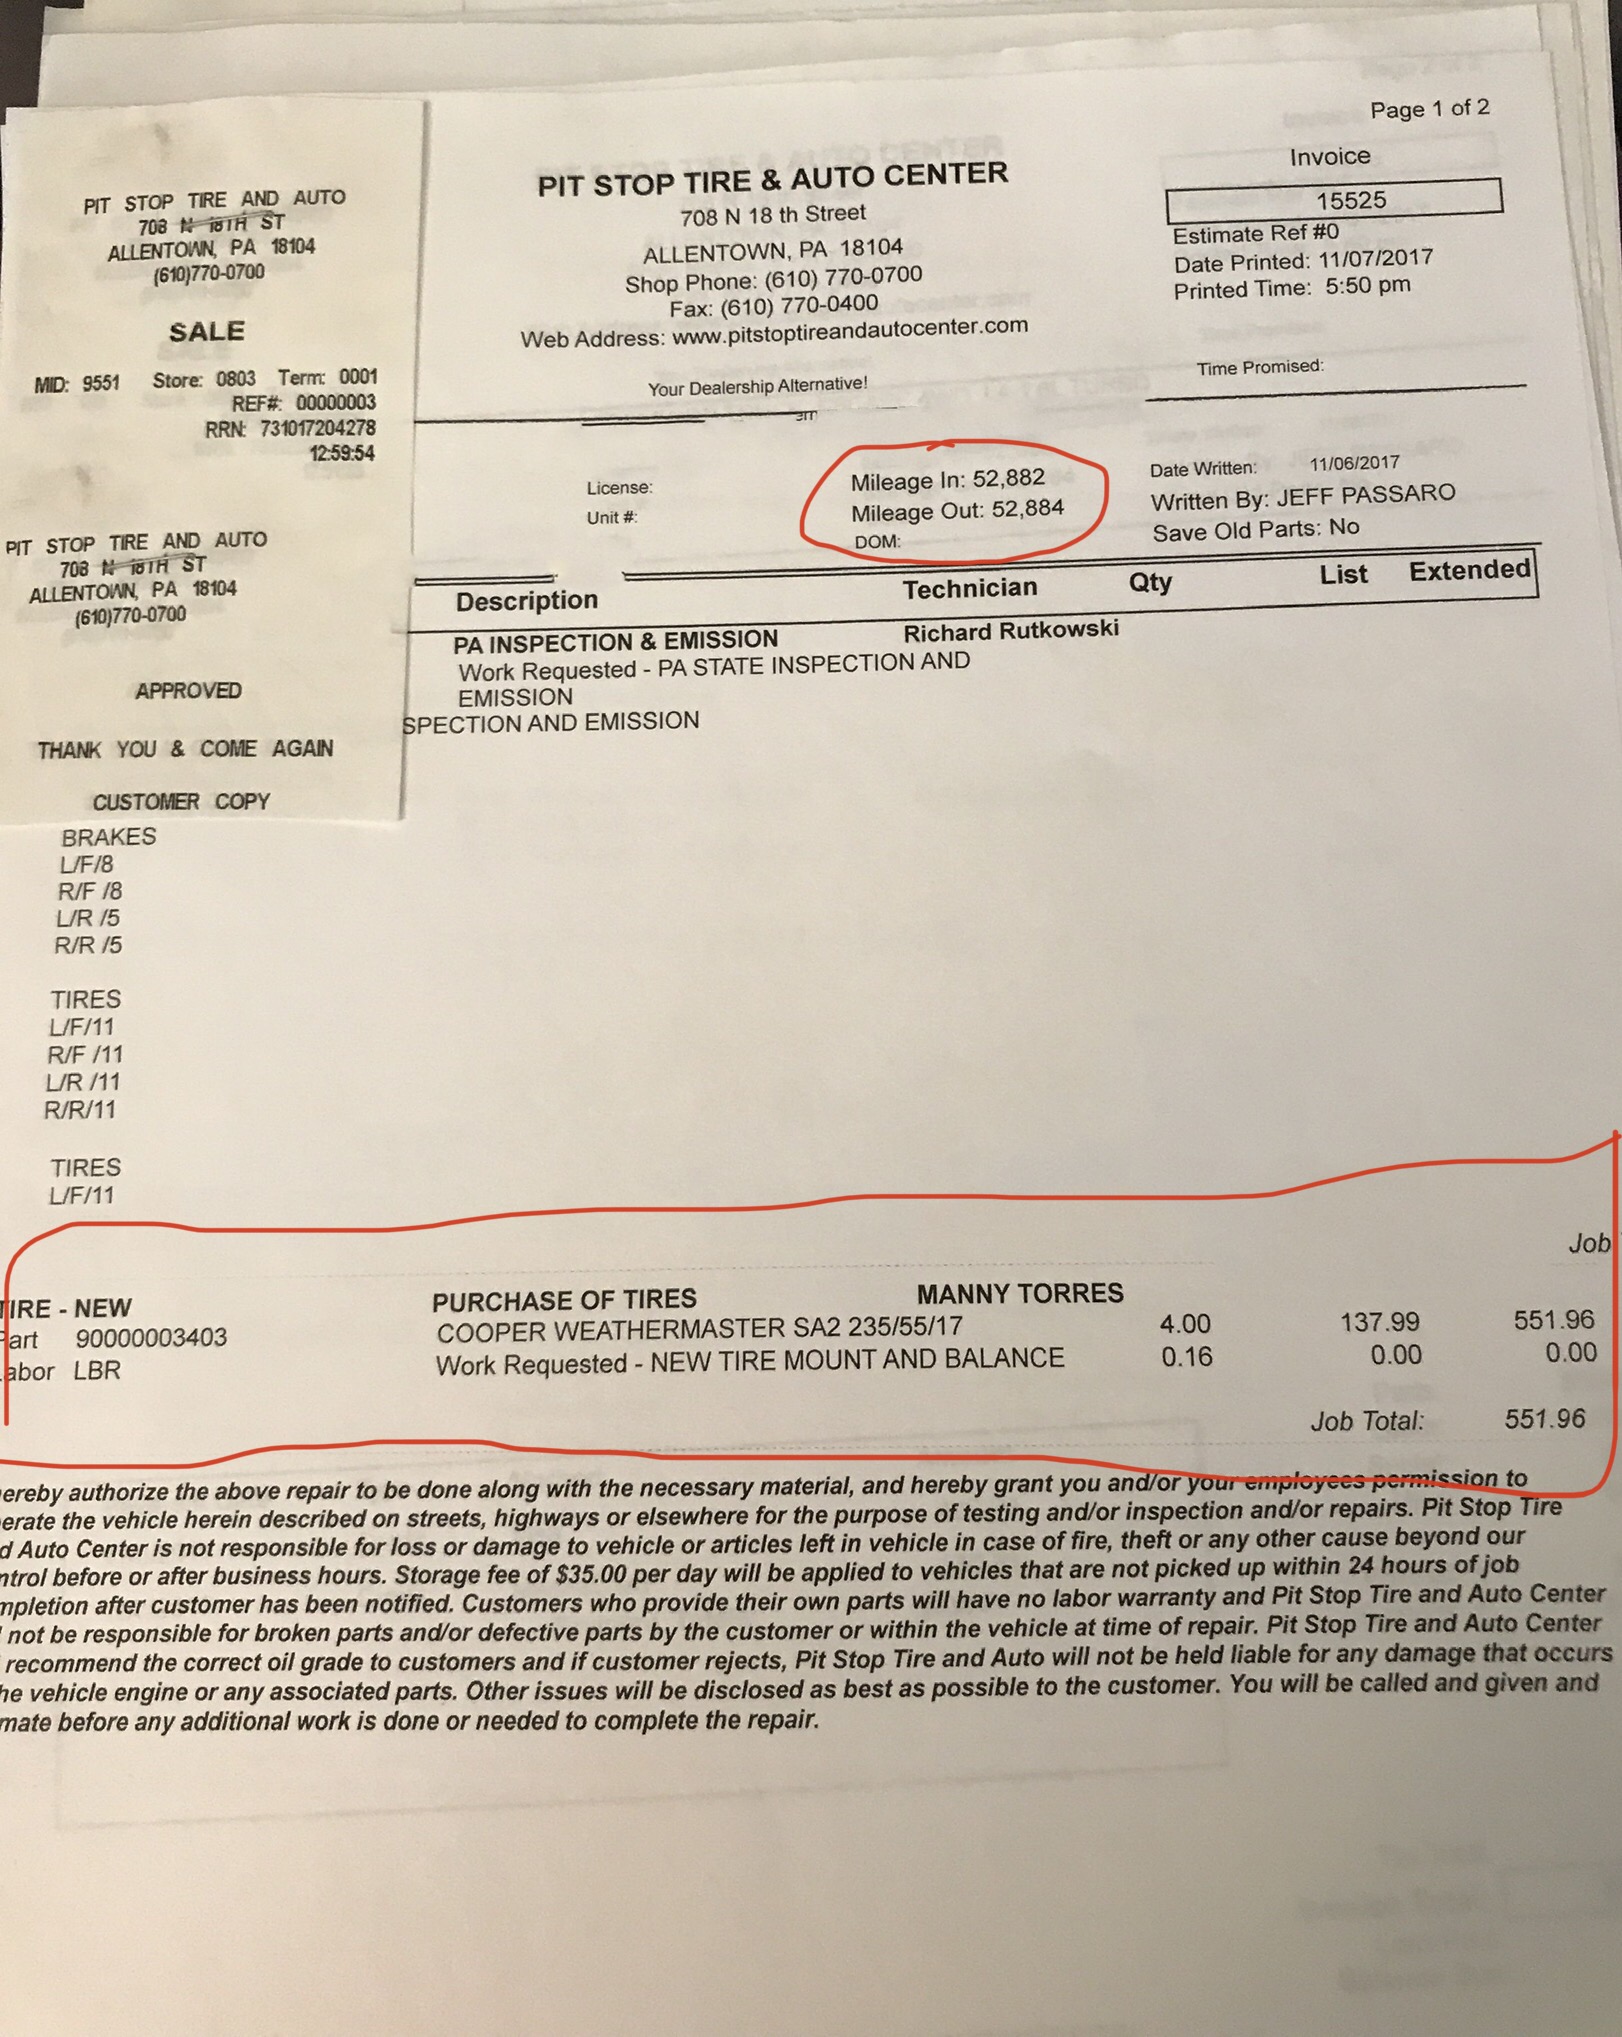 Page 1 of 2
PIT STOP TIRE AND AUTO
708 N 18TH ST
ALLENTOWN, PA 18104
(610)770-0700
SALE
MID: 9551 Store: 0803 Term: 0001
REF#: 00000003
RRN: 731017204278
12:59:54
PIT STOP TIRE AND AUTO
708 N 18TH ST
ALLENTOWN, PA 18104
(610)770-0700
APPROVED
THANK YOU & COME AGAIN
CUSTOMER COPY
PIT STOP TIRE & AUTO CENTER
708 N 18 th Street
ALLENTOWN, PA 18104
Shop Phone: (610) 770-0700
Fax: (610) 770-0400
Web Address: www.pitstoptireandautocenter.com
Your Dealership Alternative!
Invoice
15525
Estimate Ref #0
Date Printed: 11/07/2017
Printed Time: 5:50 pm
Time Promised:
License:
Unit #:
Mileage In: 52,882
Mileage Out: 52,884
DOM:
Date Written: 11/06/2017
Written By: JEFF PASSARO
Save Old Parts: No
Description Technician Qty List Extended
PA INSPECTION & EMISSION Richard Rutkowski
Work Requested - PA STATE INSPECTION AND
EMISSION
SPECTION AND EMISSION
BRAKES
L/F/8
R/F /8
L/R /5
R/R /5
TIRES
L/F/11
R/F /11
L/R /11
R/R/11
TIRES
L/F/11
Job
TIRE - NEW PURCHASE OF TIRES MANNY TORRES
Part 90000003403 COOPER WEATHERMASTER SA2 235/55/17 4.00 137.99 551.96
Labor LBR Work Requested - NEW TIRE MOUNT AND BALANCE 0.16 0.00 0.00
Job Total: 551.96
ereby authorize the above repair to be done along with the necessary material, and hereby grant you and/or your employees permission to
erate the vehicle herein described on streets, highways or elsewhere for the purpose of testing and/or inspection and/or repairs. Pit Stop Tire
d Auto Center is not responsible for loss or damage to vehicle or articles left in vehicle in case of fire, theft or any other cause beyond our
ntrol before or after business hours. Storage fee of $35.00 per day will be applied to vehicles that are not picked up within 24 hours of job
mpletion after customer has been notified. Customers who provide their own parts will have no labor warranty and Pit Stop Tire and Auto Center
not be responsible for broken parts and/or defective parts by the customer or within the vehicle at time of repair. Pit Stop Tire and Auto Center
recommend the correct oil grade to customers and if customer rejects, Pit Stop Tire and Auto will not be held liable for any damage that occurs
he vehicle engine or any associated parts. Other issues will be disclosed as best as possible to the customer. You will be called and given and
mate before any additional work is done or needed to complete the repair.